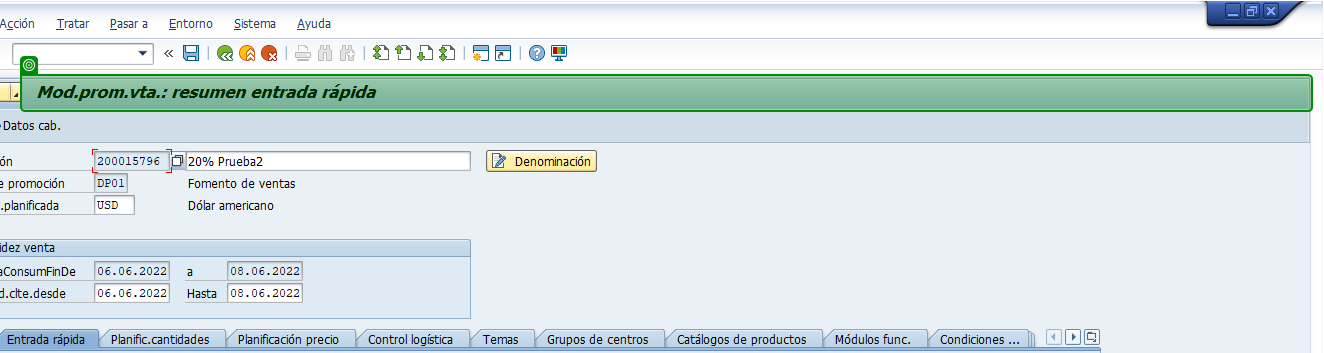 Acción Tratar Pasar a Entorno Sistema Ayuda
Mod.prom.vta.: resumen entrada rápida
Datos cab.
ón 200015796 20% Prueba2 Denominación
e promoción DP01 Fomento de ventas
.planificada USD Dólar americano
idez venta
aConsumFinDe 06.06.2022 a 08.06.2022
d.clte.desde 06.06.2022 Hasta 08.06.2022
Entrada rápida Planific.cantidades Planificación precio Control logística Temas Grupos de centros Catálogos de productos Módulos func. Condiciones ...